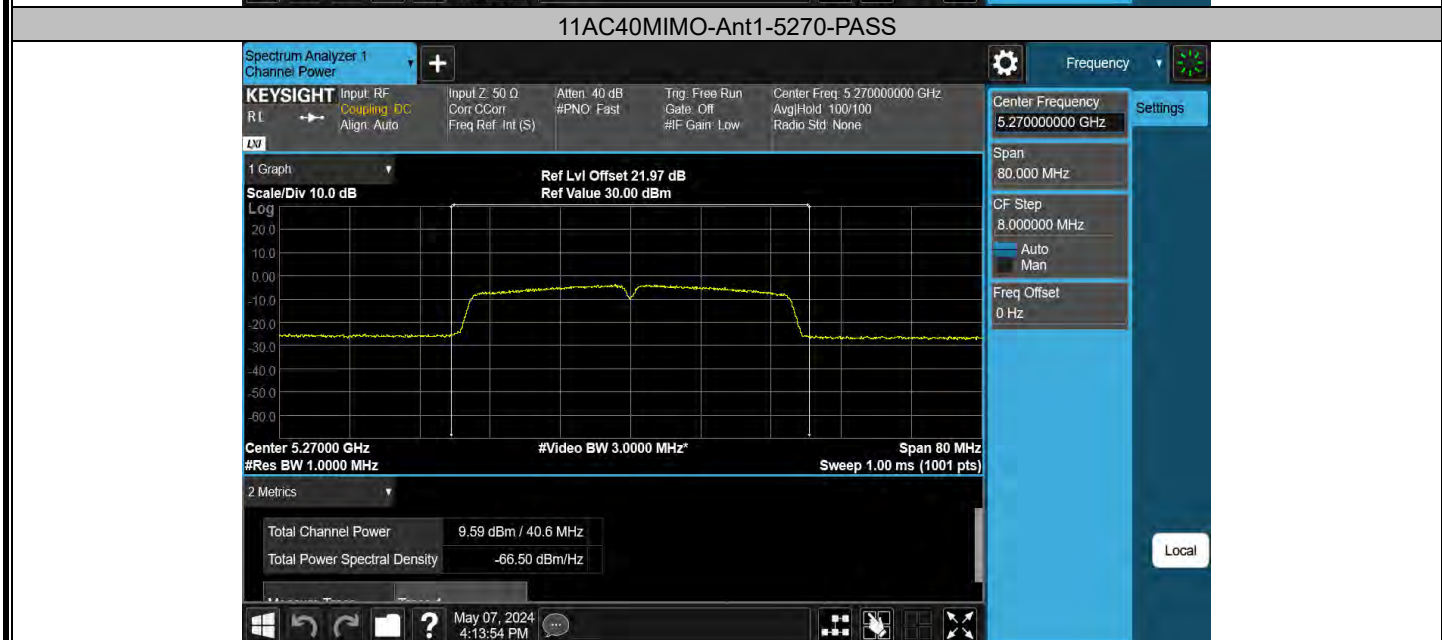 11AC40MIMO-Ant1-5270-PASS
Spectrum Analyzer 1
Channel Power
Frequency
KEYSIGHT
Input: RF
Coupling: DC
Align: Auto
Input Z: 50 Ω
Corr CCorr
Freq Ref: Int (S)
Atten: 40 dB
#PNO: Fast
Trig: Free Run
Gate: Off
#IF Gain: Low
Center Freq: 5.270000000 GHz
Avg|Hold: 100/100
Radio Std: None
LXI
Center Frequency
5.270000000 GHz
Settings
Span
80.000 MHz
CF Step
8.000000 MHz
Auto
Man
Freq Offset
0 Hz
1 Graph
Scale/Div 10.0 dB
Ref Lvl Offset 21.97 dB
Ref Value 30.00 dBm
Log
20.0
10.0
0.00
-10.0
-20.0
-30.0
-40.0
-50.0
-60.0
Center 5.27000 GHz
#Video BW 3.0000 MHz*
Span 80 MHz
#Res BW 1.0000 MHz
Sweep 1.00 ms (1001 pts)
2 Metrics
Total Channel Power 9.59 dBm / 40.6 MHz
Total Power Spectral Density -66.50 dBm/Hz
Local
May 07, 2024
4:13:54 PM